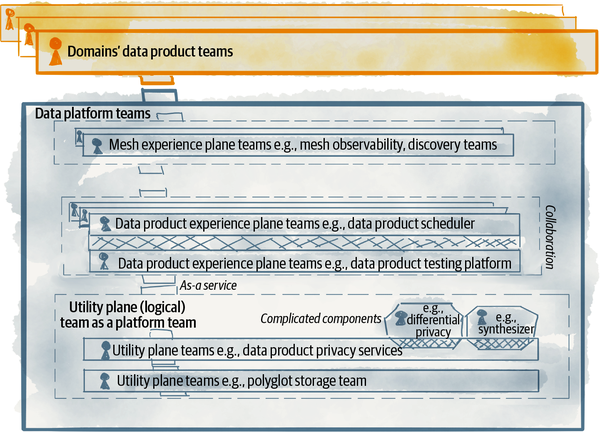 Domains' data product teams
Data platform teams
Mesh experience plane teams e.g., mesh observability, discovery teams
Data product experience plane teams e.g., data product scheduler
Data product experience plane teams e.g., data product testing platform
Collaboration
As-a service
Utility plane (logical)
team as a platform team
Complicated components
e.g.,
differential
privacy
e.g.,
synthesizer
Utility plane teams e.g., data product privacy services
Utility plane teams e.g., polyglot storage team